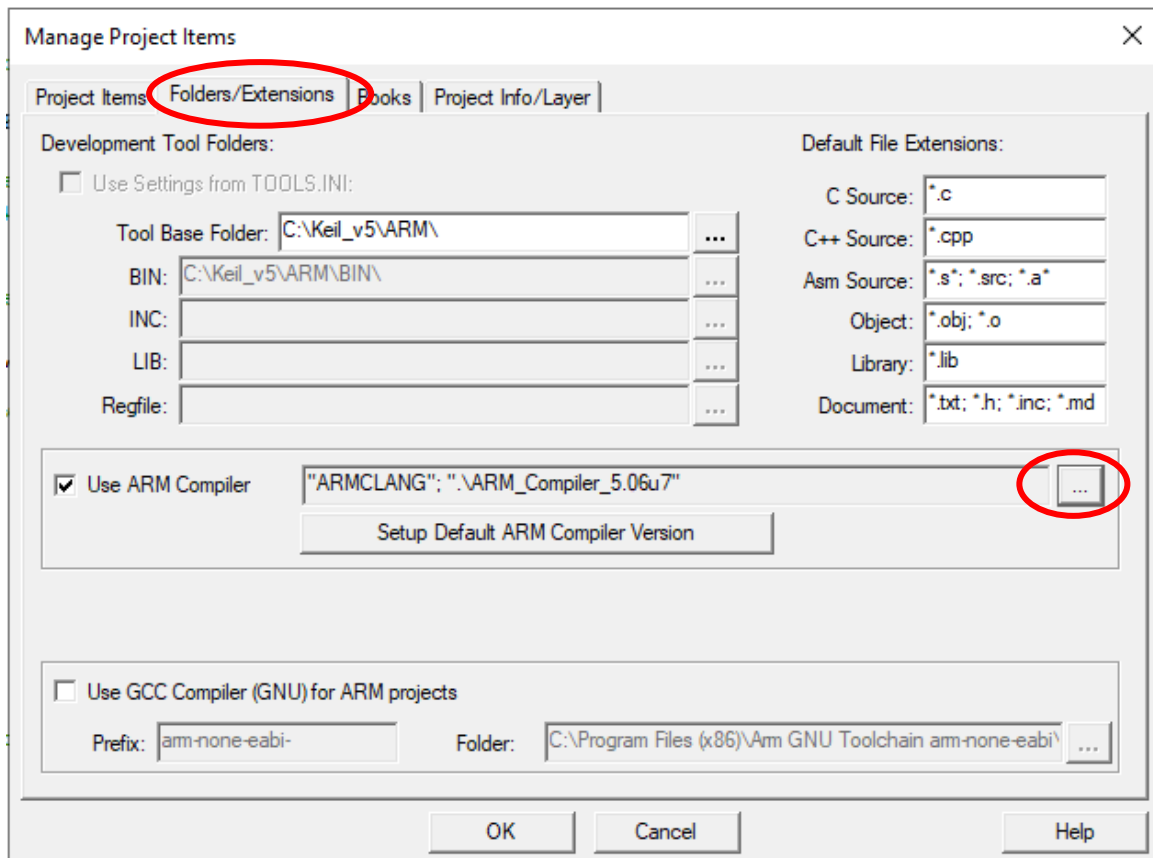 Manage Project Items
Project Items Folders/Extensions Books Project Info/Layer
Development Tool Folders:
Default File Extensions:
Use Settings from TOOLS.INI:
C Source: *.c
Tool Base Folder: C:\Keil_v5\ARM\ ...
C++ Source: *.cpp
BIN: C:\Keil_v5\ARM\BIN\ ...
Asm Source: *.s*; *.src; *.a*
INC: ...
Object: *.obj; *.o
LIB: ...
Library: *.lib
Regfile: ...
Document: *.txt; *.h; *.inc; *.md
Use ARM Compiler "ARMCLANG"; ".\ARM_Compiler_5.06u7" ...
Setup Default ARM Compiler Version
Use GCC Compiler (GNU) for ARM projects
Prefix: arm-none-eabi- Folder: C:\Program Files (x86)\Arm GNU Toolchain arm-none-eabi\ ...
OK Cancel Help